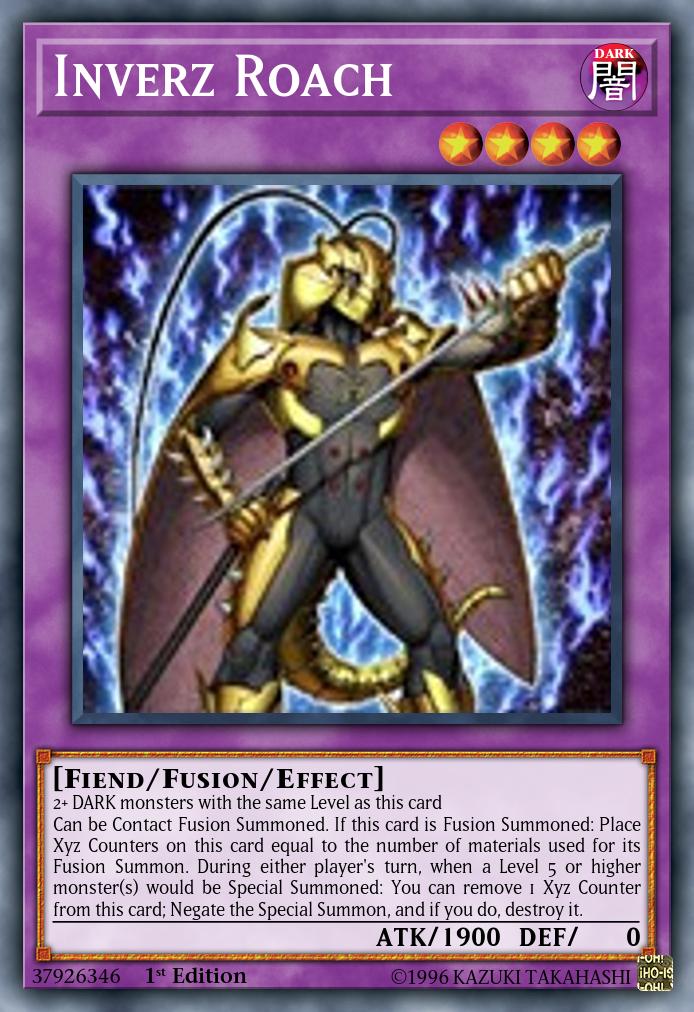 Inverz Roach
DARK
闇
[Fiend/Fusion/Effect]
2+ DARK monsters with the same Level as this card
Can be Contact Fusion Summoned. If this card is Fusion Summoned: Place
Xyz Counters on this card equal to the number of materials used for its
Fusion Summon. During either player's turn, when a Level 5 or higher
monster(s) would be Special Summoned: You can remove 1 Xyz Counter
from this card; Negate the Special Summon, and if you do, destroy it.
ATK/1900 DEF/ 0
37926346 1st Edition ©1996 KAZUKI TAKAHASHI